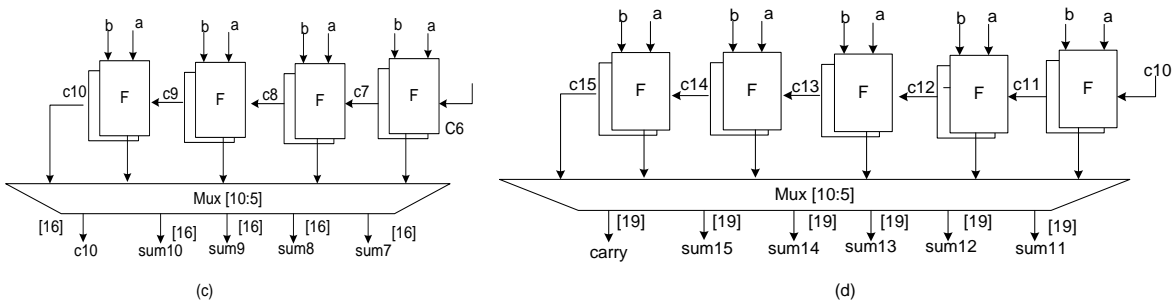 b a b a b a b a
F F F F
c10 c9 c8 c7 C6
Mux [10:5]
[16] [16] [16] [16] [16]
c10 sum10 sum9 sum8 sum7
(c)
b a b a b a b a b a
F F F F F
c15 c14 c13 c12 c11 c10
Mux [10:5]
[19] [19] [19] [19] [19] [19]
carry sum15 sum14 sum13 sum12 sum11
(d)